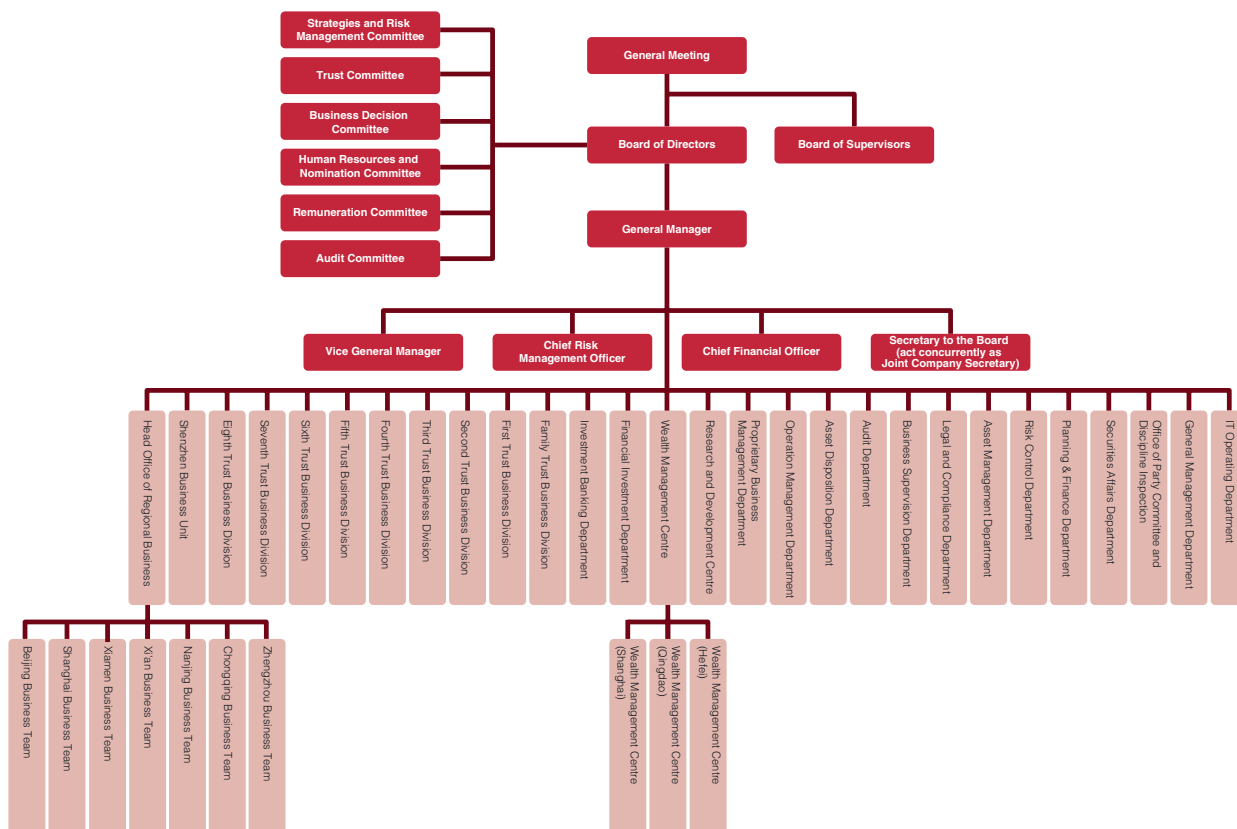 Strategies and Risk
Management Committee
Trust Committee
Business Decision
Committee
Human Resources and
Nomination Committee
Remuneration Committee
Audit Committee
General Meeting
Board of Directors
Board of Supervisors
General Manager
Vice General Manager
Chief Risk
Management Officer
Chief Financial Officer
Secretary to the Board
(act concurrently as
Joint Company Secretary)
Head Office of Regional Business
Shenzhen Business Unit
Eighth Trust Business Division
Seventh Trust Business Division
Sixth Trust Business Division
Fifth Trust Business Division
Fourth Trust Business Division
Third Trust Business Division
Second Trust Business Division
First Trust Business Division
Family Trust Business Division
Investment Banking Department
Financial Investment Department
Wealth Management Centre
Research and Development Centre
Proprietary Business
Management Department
Operation Management Department
Asset Disposition Department
Audit Department
Business Supervision Department
Legal and Compliance Department
Asset Management Department
Risk Control Department
Planning & Finance Department
Securities Affairs Department
Office of Party Committee and
Discipline Inspection
General Management Department
IT Operating Department
Beijing Business Team
Shanghai Business Team
Xiamen Business Team
Xi'an Business Team
Nanjing Business Team
Chongqing Business Team
Zhengzhou Business Team
Wealth Management Centre
(Shanghai)
Wealth Management Centre
(Qingdao)
Wealth Management Centre
(Hefei)